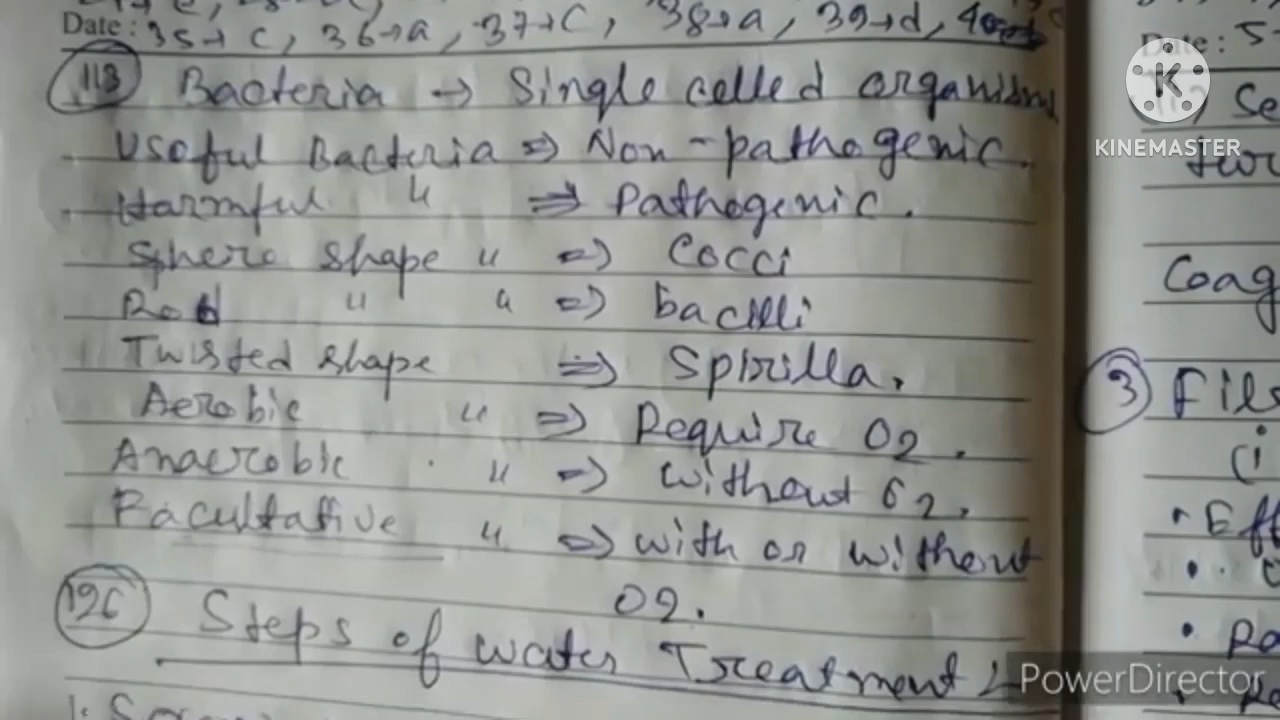 Date: 35→c, 36→a, 37→c, 38→a, 39→d,
113 Bacteria → Single celled organism
Useful Bacteria ⇒ Non-pathogenic.
Harmful " ⇒ Pathogenic.
Sphere shape " ⇒ Cocci
Rod " " ⇒ bacilli
Twisted shape ⇒ Spirilla.
Aerobic " ⇒ Require O2.
Anaerobic " ⇒ without O2.
Facultative " ⇒ with or without
O2.
126 Steps of water Treatment
Date: 5
Coag
3 Fil
(i
• Eff
KINEMASTER
PowerDirector